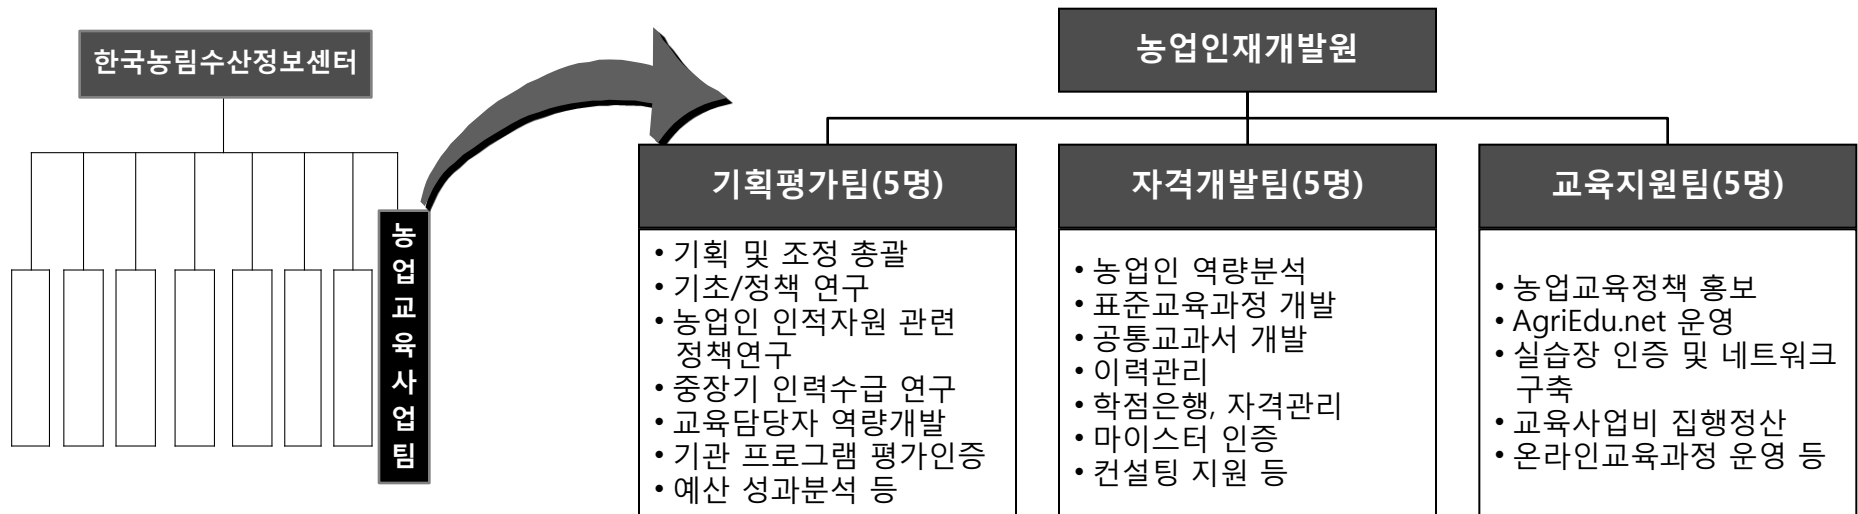 한국농림수산정보센터
농업교육사업팀
농업인재개발원
기획평가팀(5명)
• 기획 및 조정 총괄
• 기초/정책 연구
• 농업인 인적자원 관련
정책연구
• 중장기 인력수급 연구
• 교육담당자 역량개발
• 기관 프로그램 평가인증
• 예산 성과분석 등
자격개발팀(5명)
• 농업인 역량분석
• 표준교육과정 개발
• 공통교과서 개발
• 이력관리
• 학점은행, 자격관리
• 마이스터 인증
• 컨설팅 지원 등
교육지원팀(5명)
• 농업교육정책 홍보
• AgriEdu.net 운영
• 실습장 인증 및 네트워크
구축
• 교육사업비 집행정산
• 온라인교육과정 운영 등